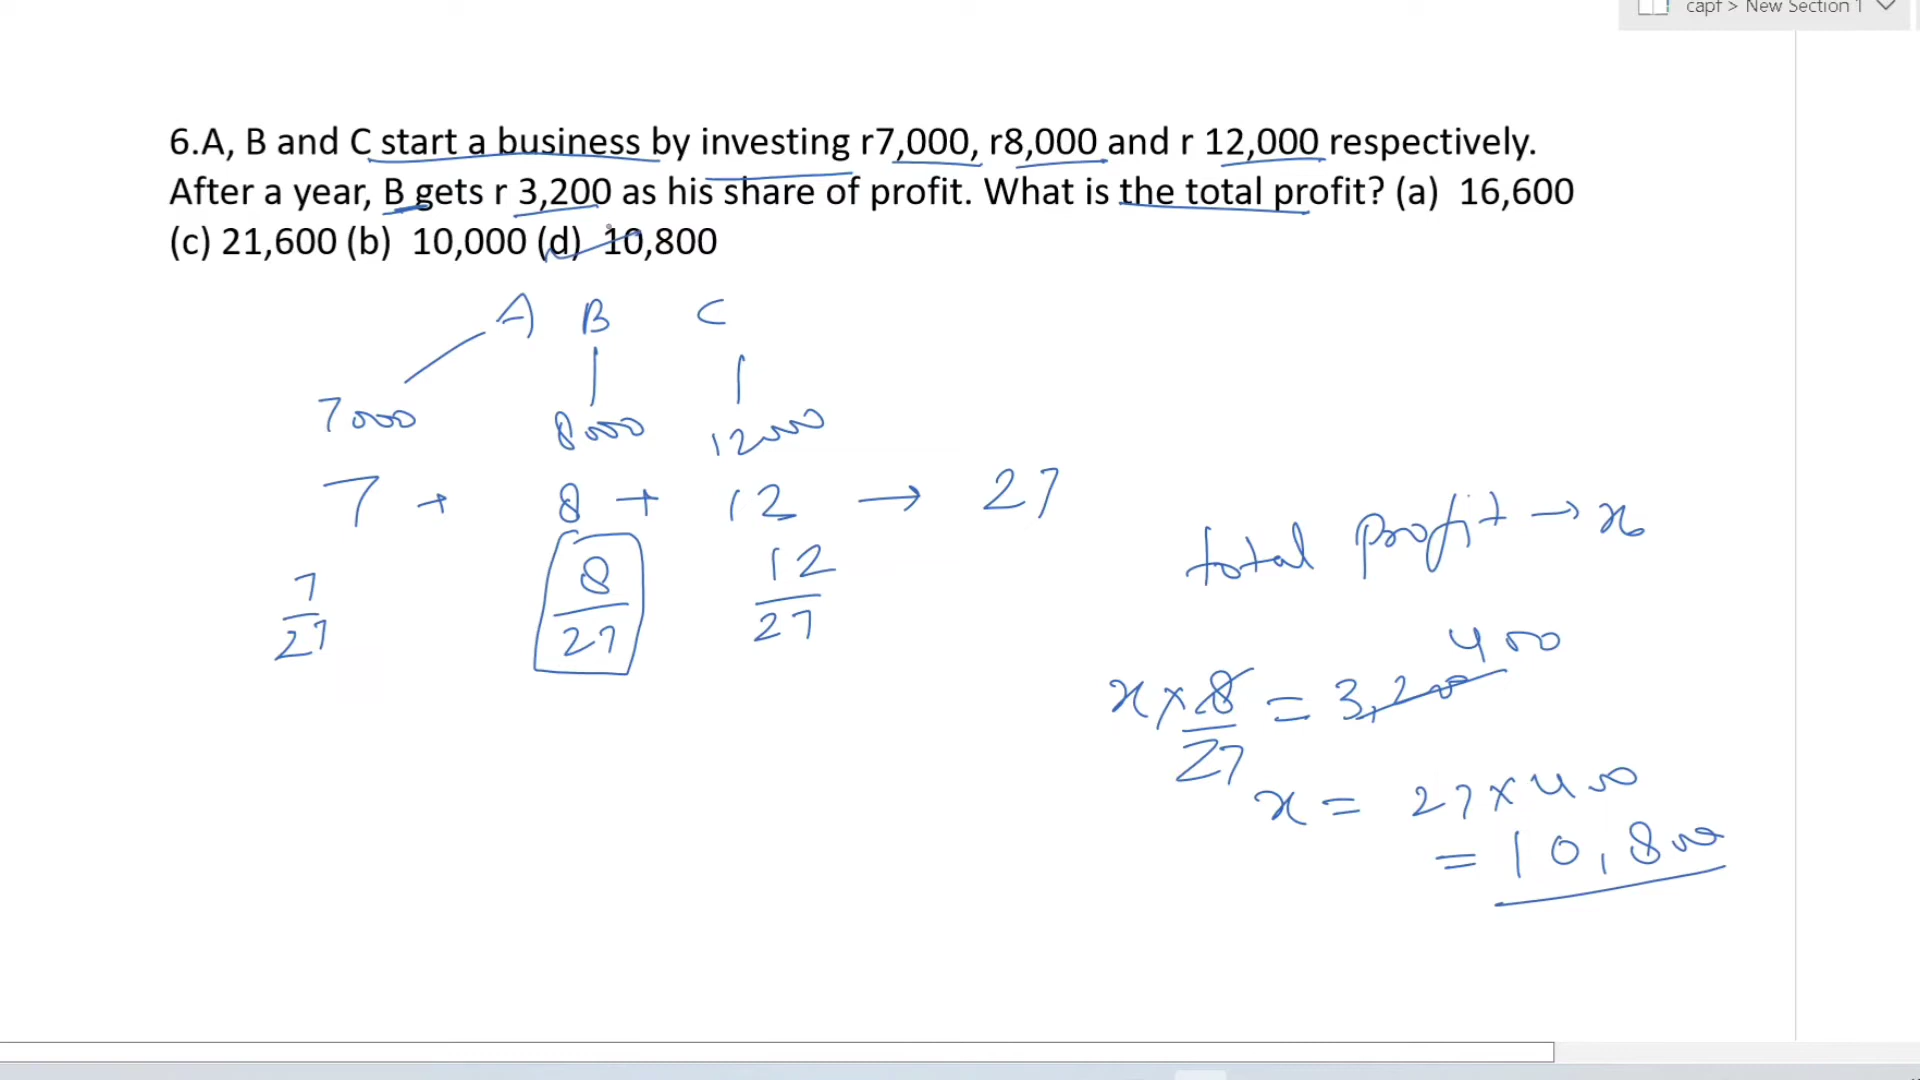 capf > New Section 1
6.A, B and C start a business by investing r7,000, r8,000 and r 12,000 respectively.
After a year, B gets r 3,200 as his share of profit. What is the total profit? (a) 16,600
(c) 21,600 (b) 10,000 (d) 10,800
A B C
7000 8000 12000
7 + 8 + 12 → 27
7/27 8/27 12/27
total profit → x
400
x × 8/27 = 3,200
x = 27 × 400
= 10,800